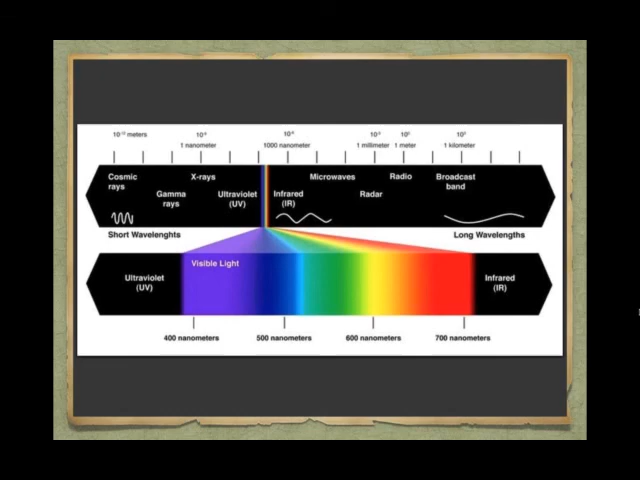 10⁻¹² meters 10⁻⁹ 10⁻⁶ 10⁻³ 10⁰ 10³
1 nanometer 1000 nanometer 1 millimeter 1 meter 1 kilometer
Cosmic rays
Gamma rays
X-rays
Ultraviolet (UV)
Infrared (IR)
Microwaves
Radar
Radio
Broadcast band
Short Wavelenghts
Long Wavelengths
Ultraviolet (UV)
Visible Light
Infrared (IR)
400 nanometers 500 nanometers 600 nanometers 700 nanometers